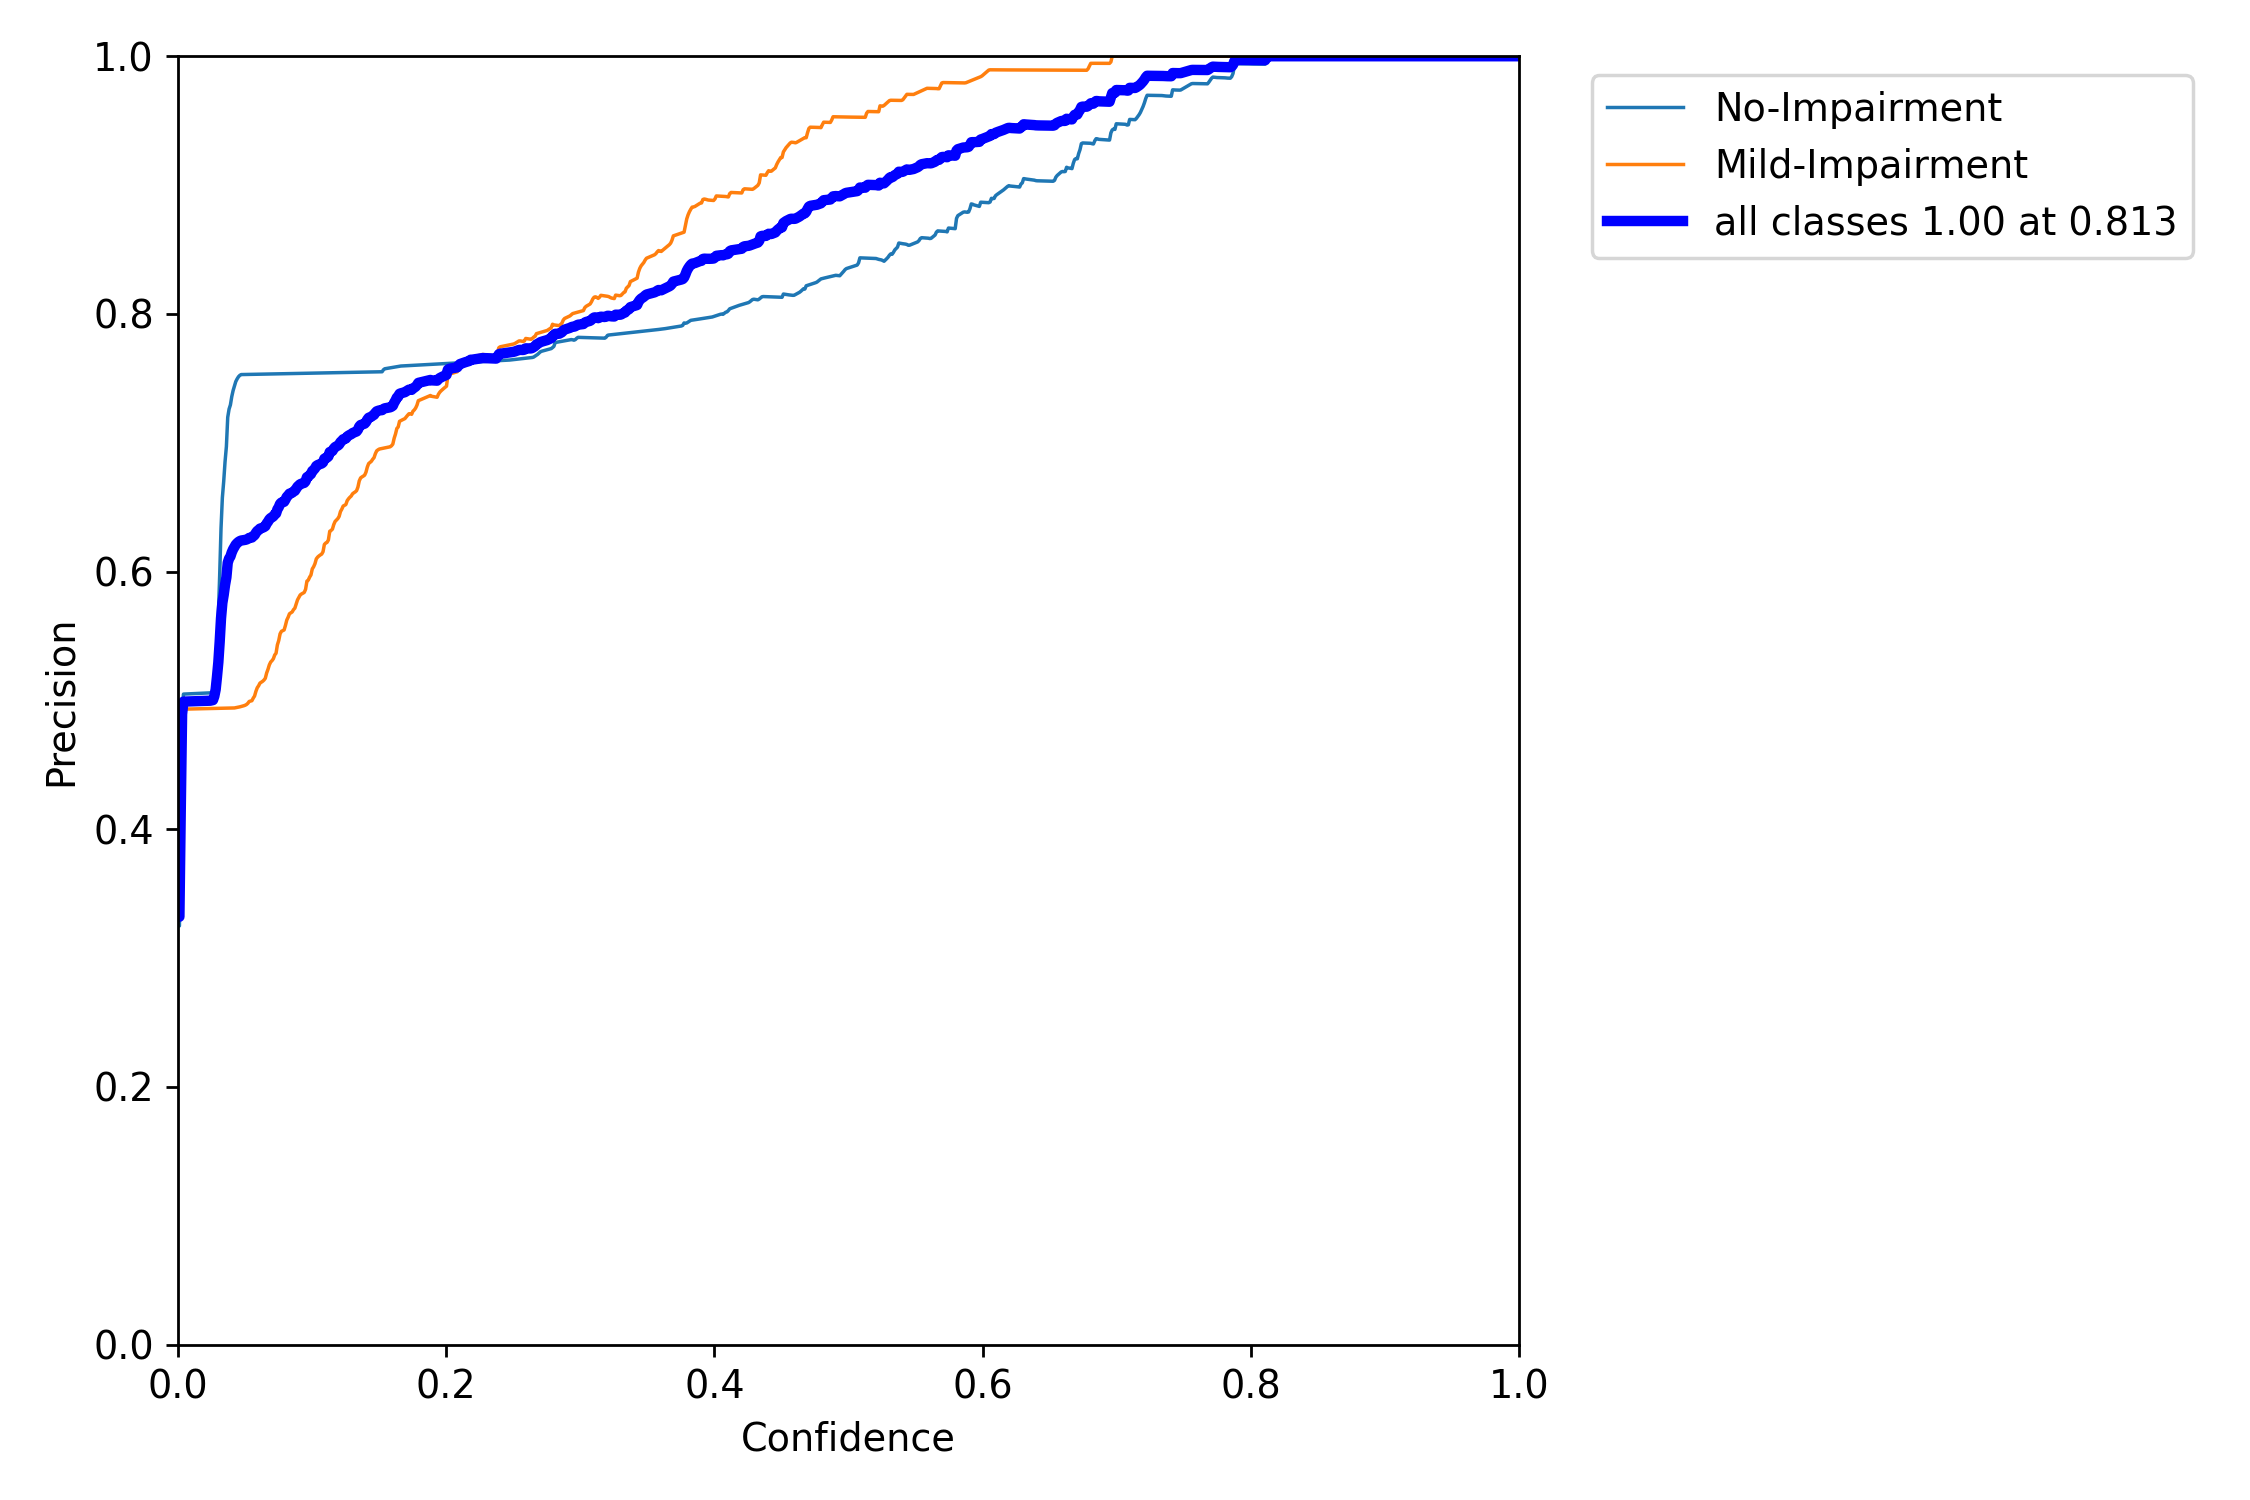 1.0
0.8
0.6
0.4
0.2
0.0
Precision
0.0 0.2 0.4 0.6 0.8 1.0
Confidence
No-Impairment
Mild-Impairment
all classes 1.00 at 0.813